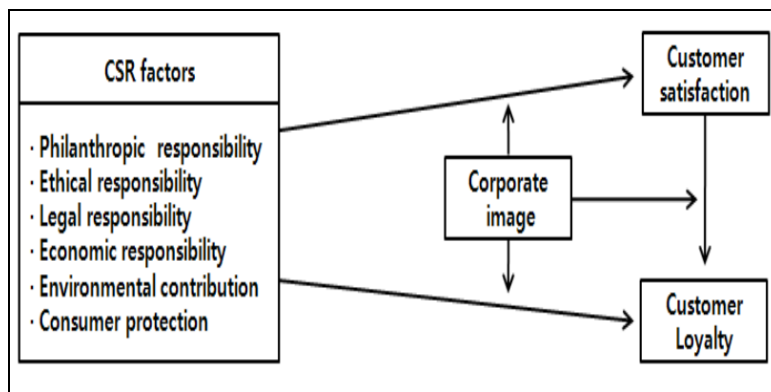 CSR factors
· Philanthropic responsibility
· Ethical responsibility
· Legal responsibility
· Economic responsibility
· Environmental contribution
· Consumer protection
Corporate
image
Customer
satisfaction
Customer
Loyalty